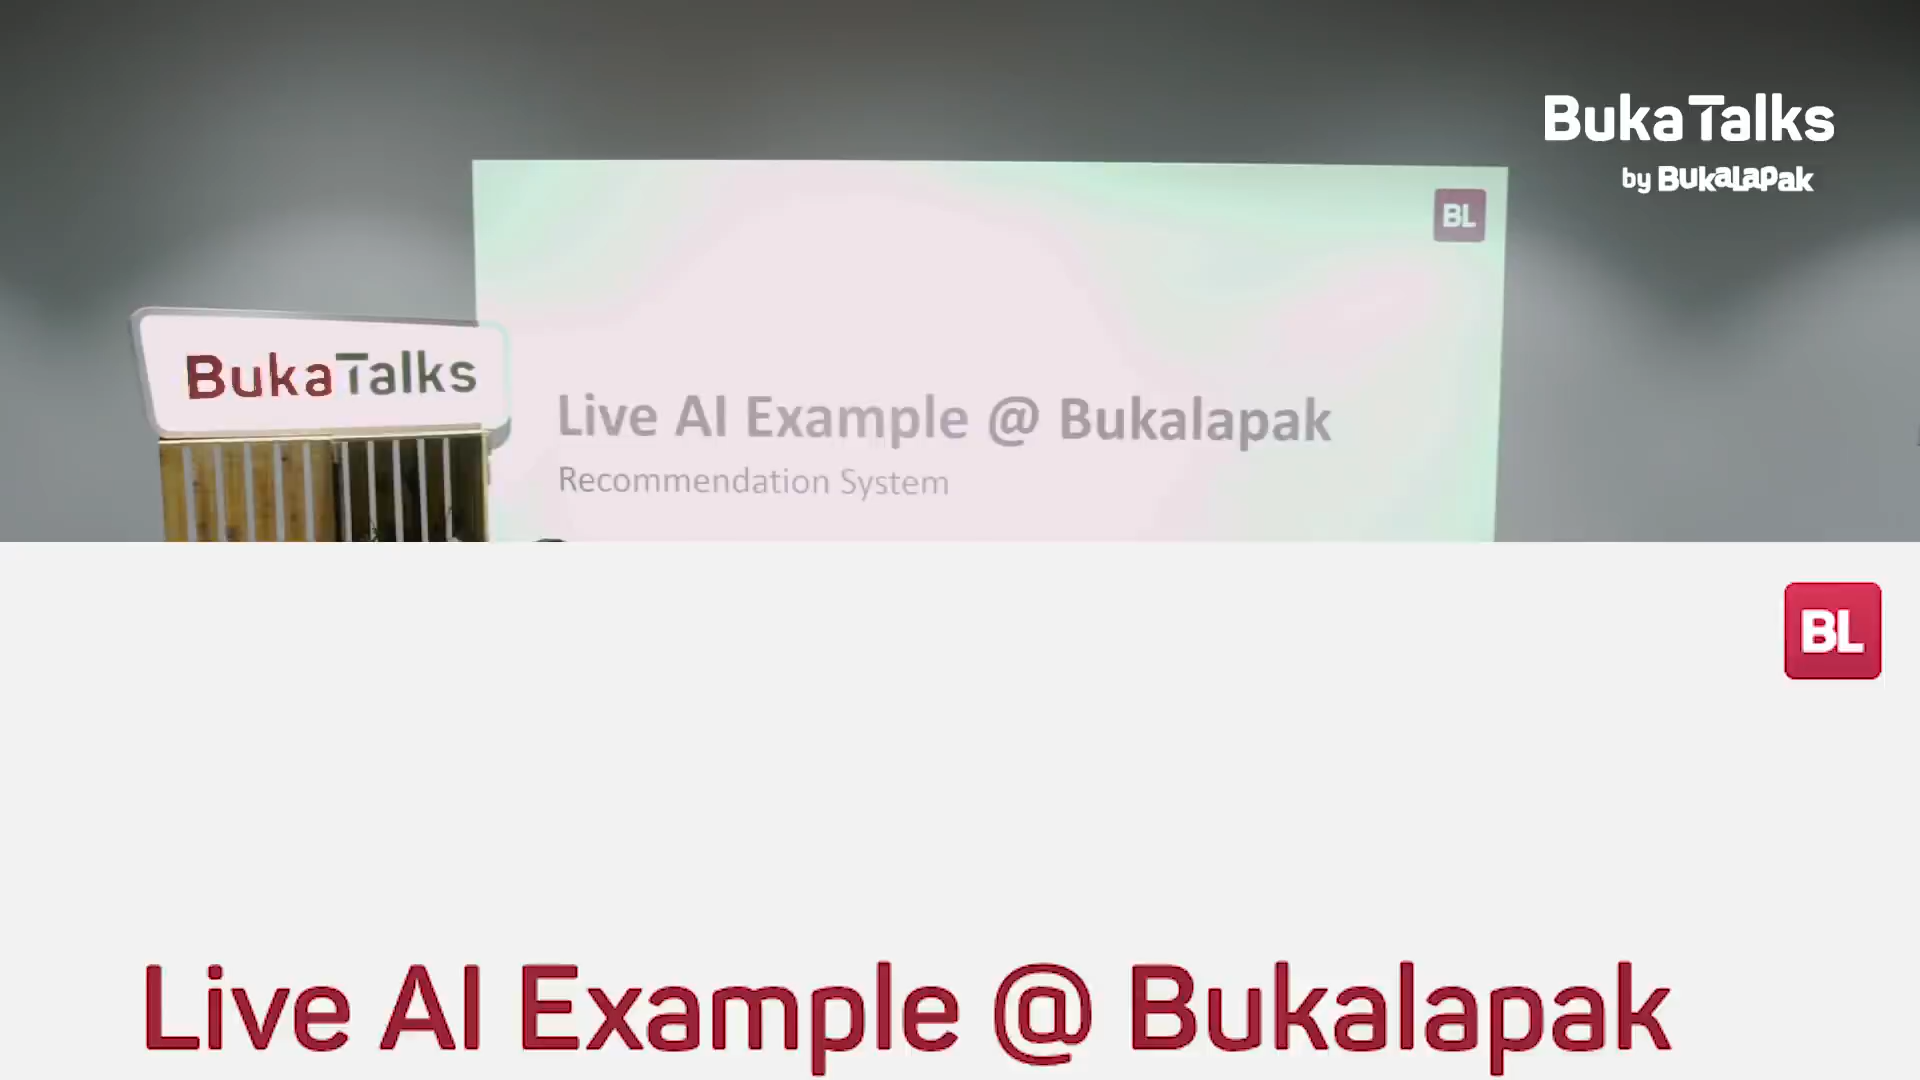 BukaTalks
by BukaLapak
BL
BukaTalks
Live AI Example @ Bukalapak
Recommendation System
BL
Live AI Example @ Bukalapak